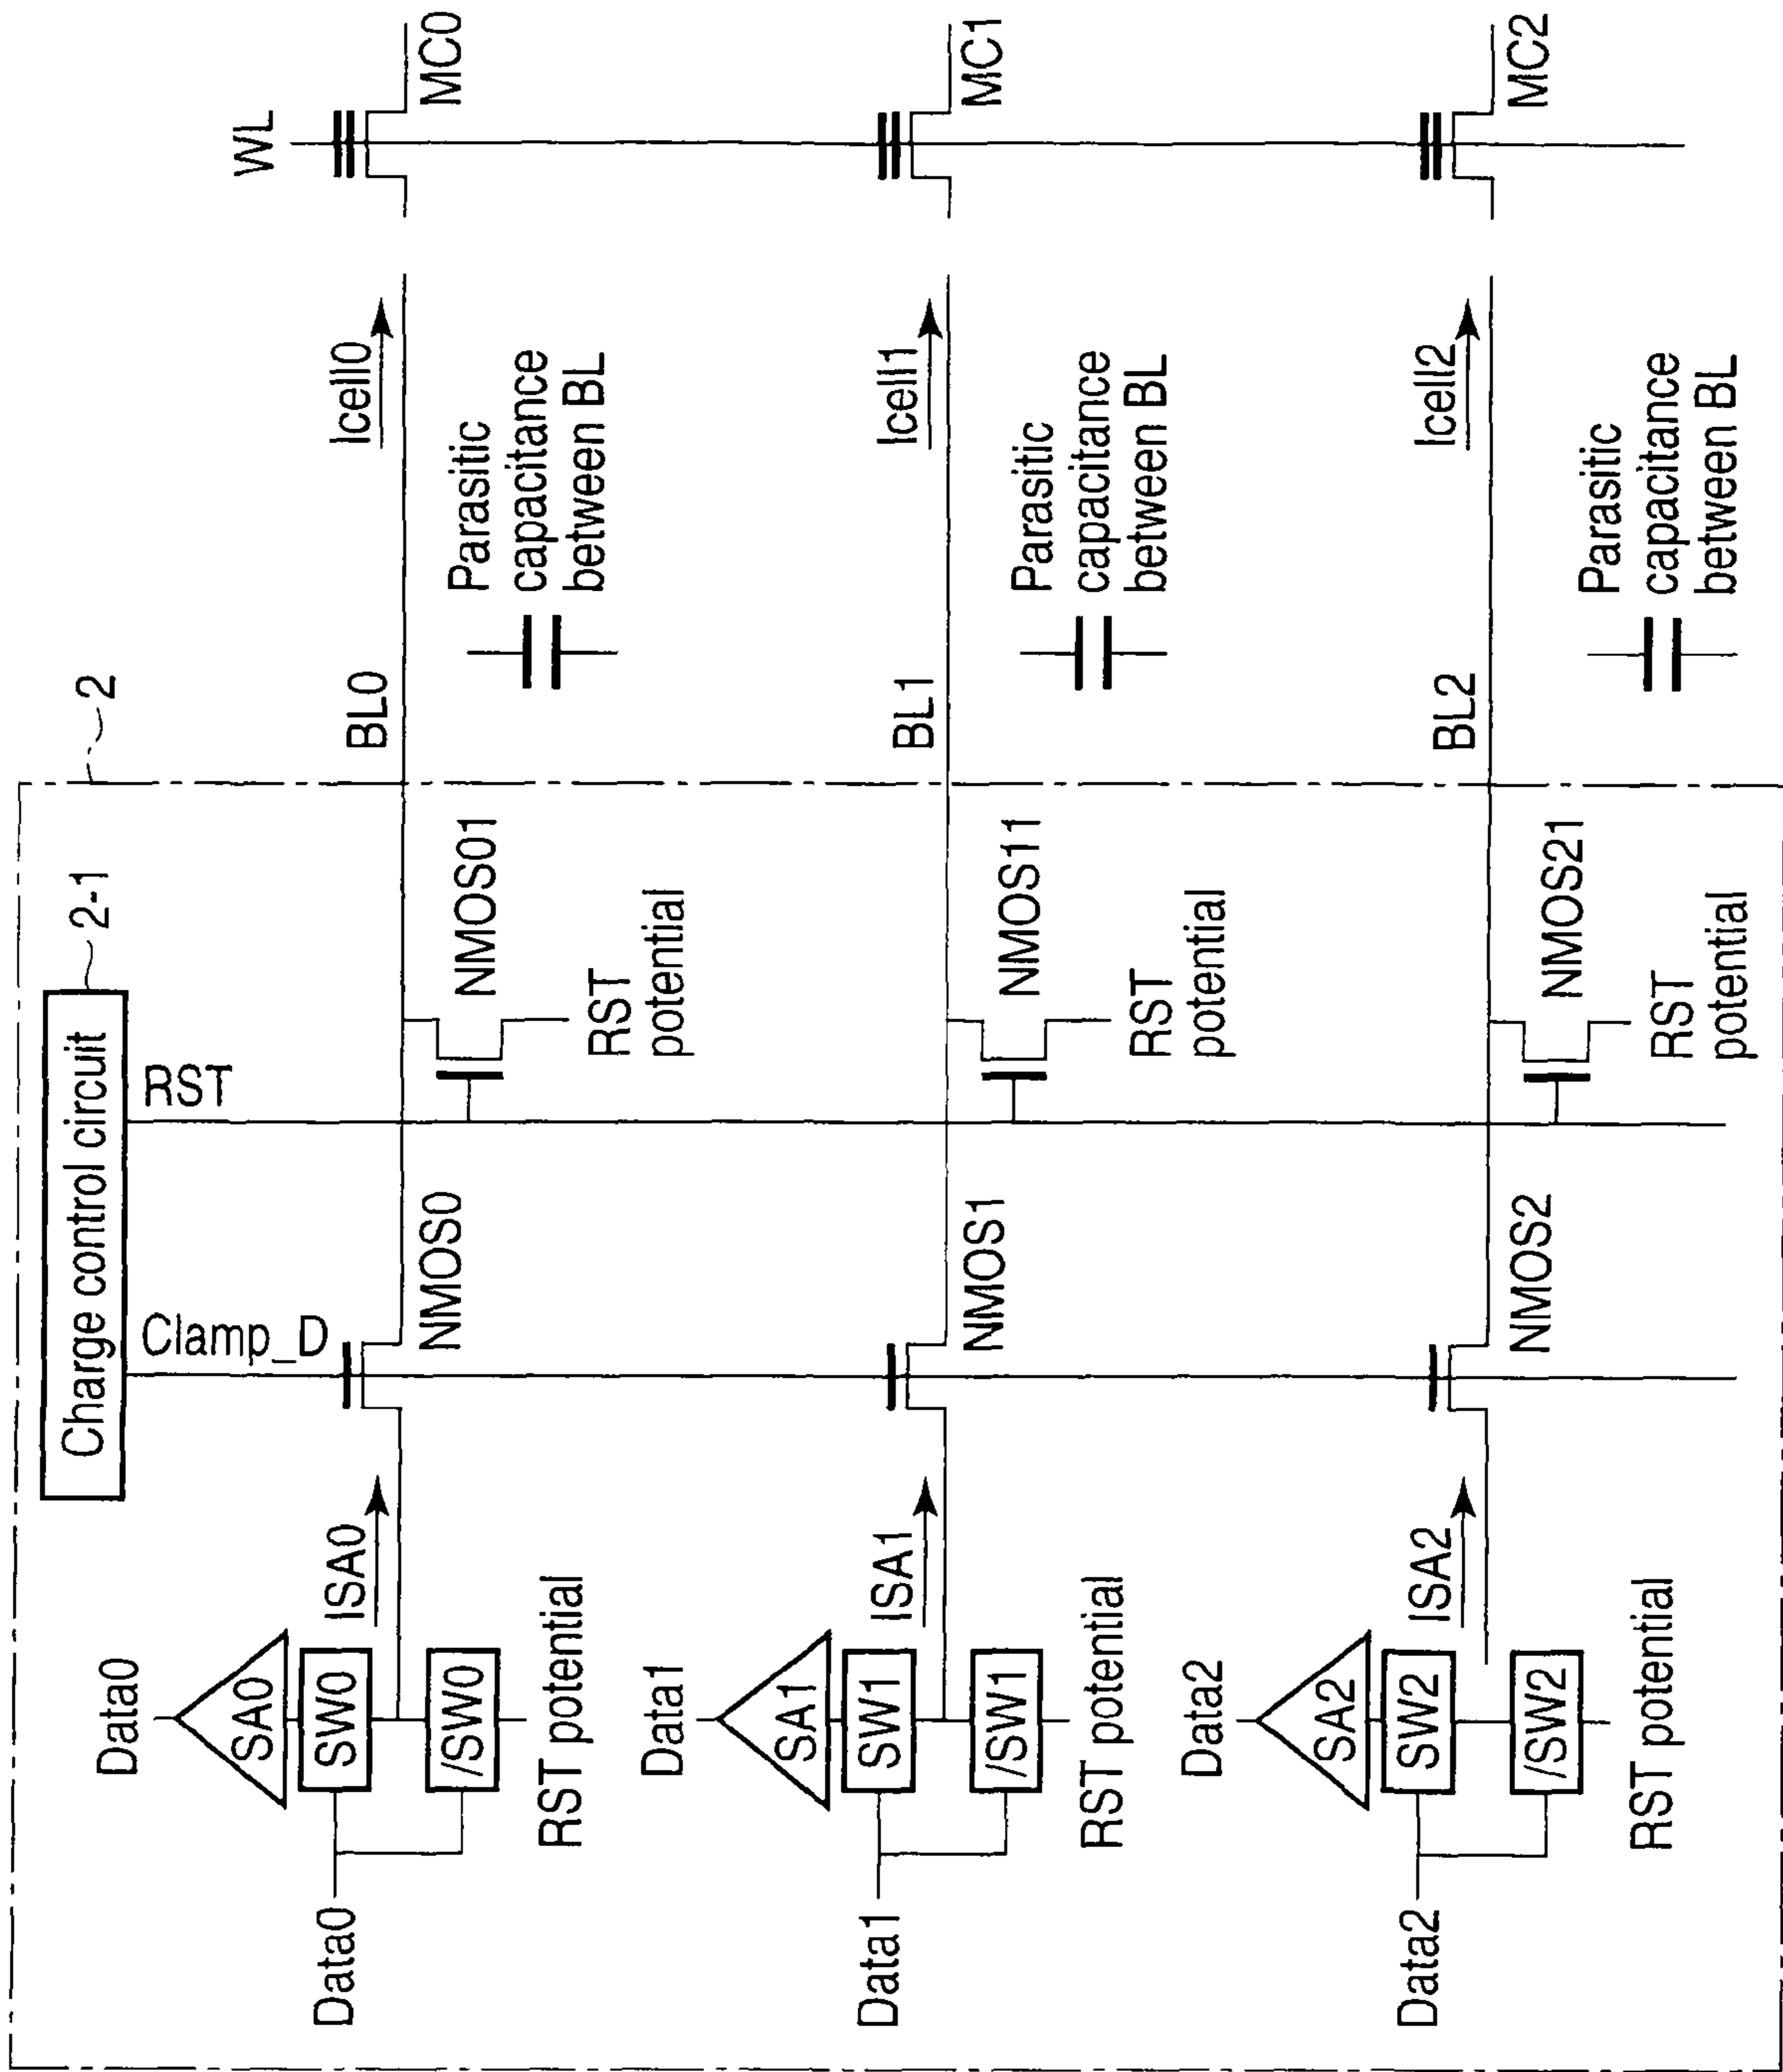 2
Charge control circuit
2-1
Clamp_D
RST
WL
Data0
SA0
SW0
/SW0
Data0
RST potential
ISA0
NMOS0
NMOS01
RST
potential
BL0
Icell0
Parasitic
capacitance
between BL
MC0
Data1
SA1
SW1
/SW1
Data1
RST potential
ISA1
NMOS1
NMOS11
RST
potential
BL1
Icell1
Parasitic
capacitance
between BL
MC1
Data2
SA2
SW2
/SW2
Data2
RST potential
ISA2
NMOS2
NMOS21
RST
potential
BL2
Icell2
Parasitic
capacitance
between BL
MC2